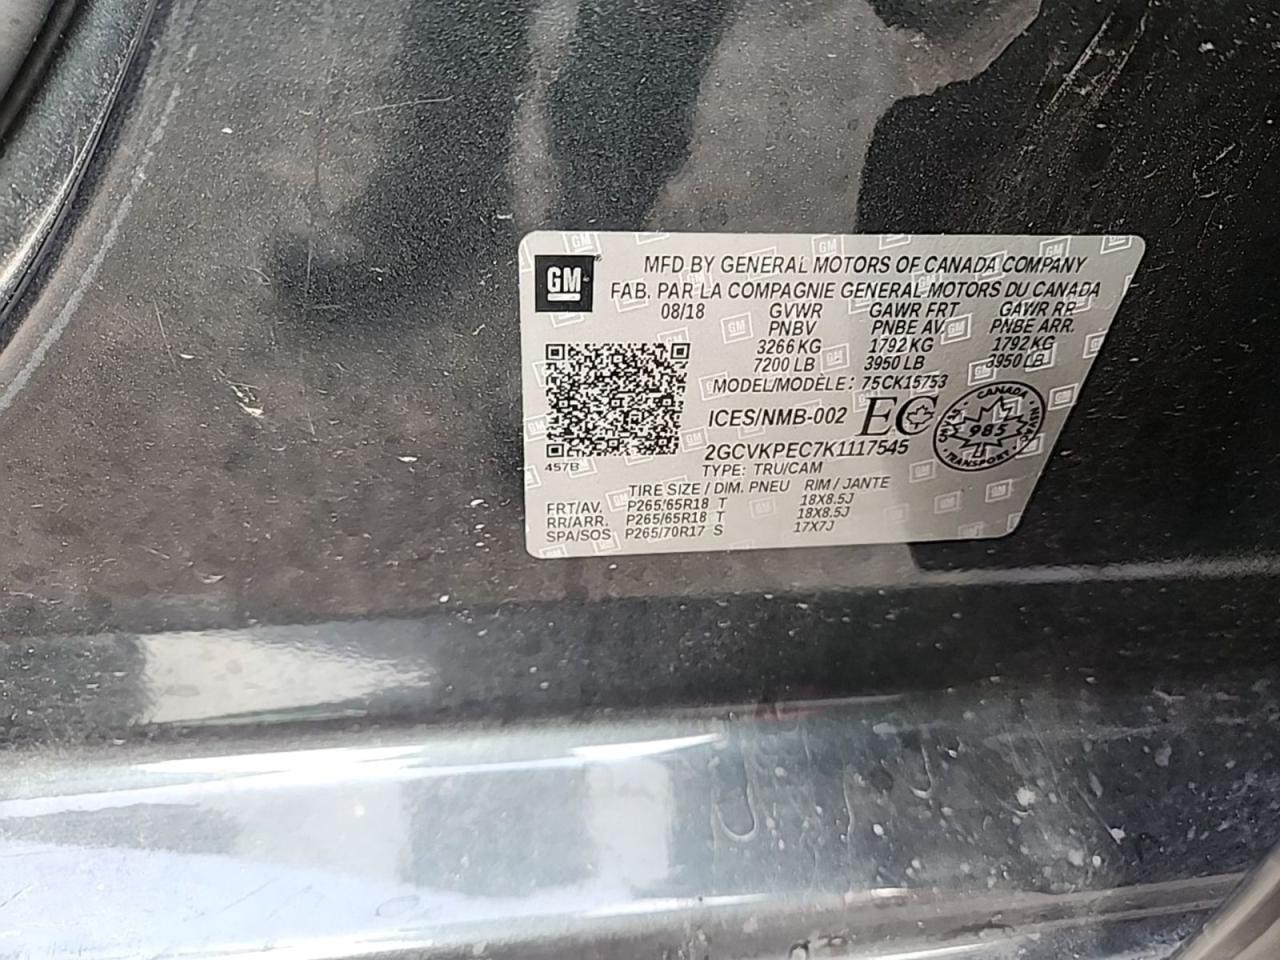 GM
MFD BY GENERAL MOTORS OF CANADA COMPANY
FAB. PAR LA COMPAGNIE GENERAL MOTORS DU CANADA
08/18 GVWR GAWR FRT GAWR RR
PNBV PNBE AV. PNBE ARR.
3266 KG 1792 KG 1792 KG
7200 LB 3950 LB 3950 LB
MODEL/MODÈLE: 75CK15753
ICES/NMB-002 EC
CANADA
985
TRANSPORT
2GCVKPEC7K1117545
457B
TYPE: TRU/CAM
TIRE SIZE / DIM. PNEU RIM / JANTE
FRT/AV. P265/65R18 T 18X8.5J
RR/ARR. P265/65R18 T 18X8.5J
SPA/SOS P265/70R17 S 17X7J